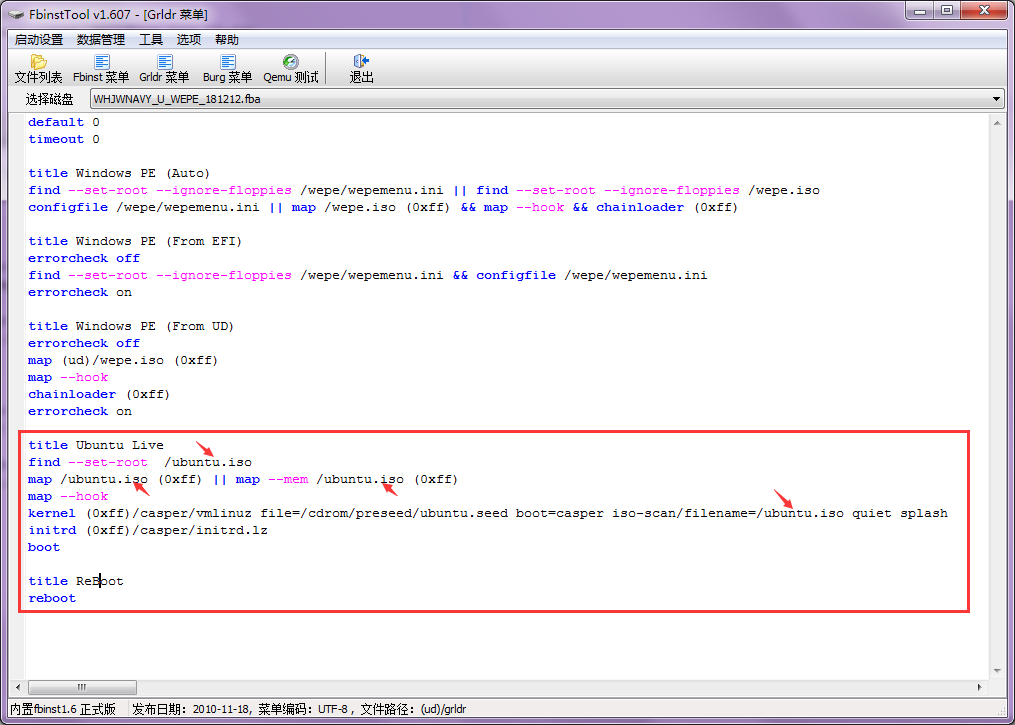 FbinstTool v1.607 - [Grldr 菜单]
启动设置 数据管理 工具 选项 帮助
文件列表 Fbinst 菜单 Grldr 菜单 Burg 菜单 Qemu 测试 退出
选择磁盘 WHJWNAVY_U_WEPE_181212.fba
default 0
timeout 0
title Windows PE (Auto)
find --set-root --ignore-floppies /wepe/wepemenu.ini || find --set-root --ignore-floppies /wepe.iso
configfile /wepe/wepemenu.ini || map /wepe.iso (0xff) && map --hook && chainloader (0xff)
title Windows PE (From EFI)
errorcheck off
find --set-root --ignore-floppies /wepe/wepemenu.ini && configfile /wepe/wepemenu.ini
errorcheck on
title Windows PE (From UD)
errorcheck off
map (ud)/wepe.iso (0xff)
map --hook
chainloader (0xff)
errorcheck on
title Ubuntu Live
find --set-root  /ubuntu.iso
map /ubuntu.iso (0xff) || map --mem /ubuntu.iso (0xff)
map --hook
kernel (0xff)/casper/vmlinuz file=/cdrom/preseed/ubuntu.seed boot=casper iso-scan/filename=/ubuntu.iso quiet splash
initrd (0xff)/casper/initrd.lz
boot
title ReBoot
reboot
内置fbinst1.6 正式版 发布日期：2010-11-18，菜单编码：UTF-8 ，文件路径：(ud)/grldr